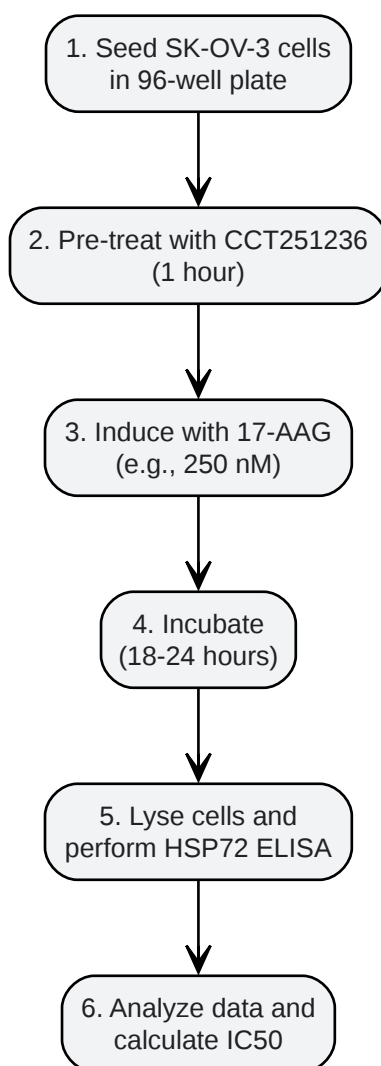 1. Seed SK-OV-3 cells
in 96-well plate
2. Pre-treat with CCT251236
(1 hour)
3. Induce with 17-AAG
(e.g., 250 nM)
4. Incubate
(18-24 hours)
5. Lyse cells and
perform HSP72 ELISA
6. Analyze data and
calculate IC50